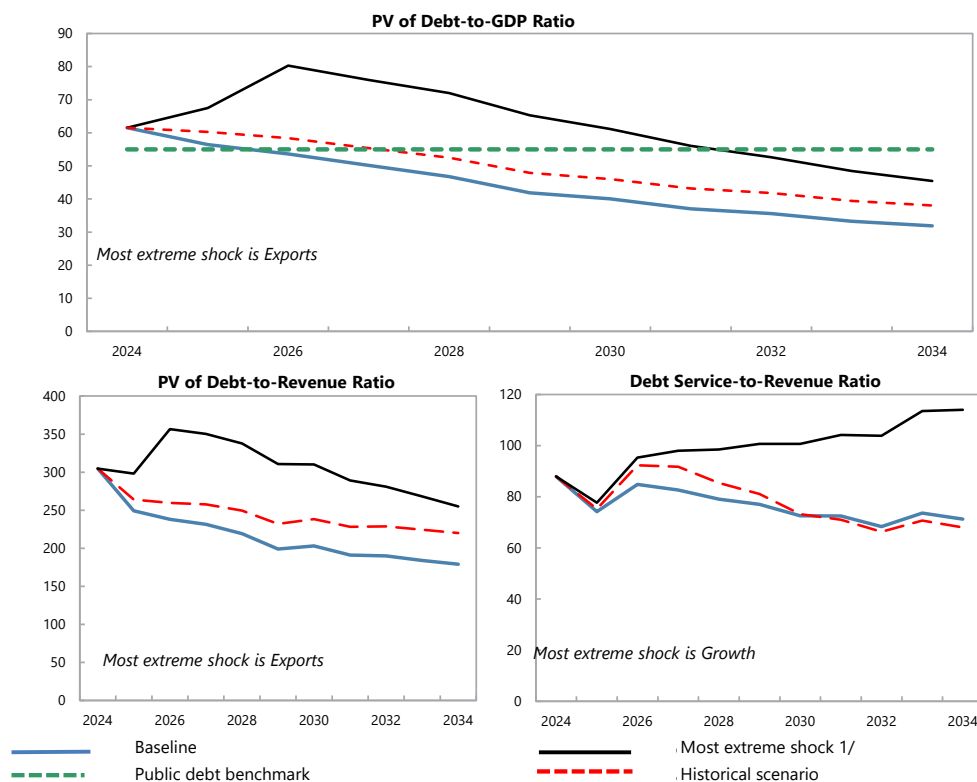 PV of Debt-to-GDP Ratio
90
80
70
60
50
40
30
20
10
0
Most extreme shock is Exports
2024 2026 2028 2030 2032 2034
PV of Debt-to-Revenue Ratio
400
350
300
250
200
150
100
50
0
Most extreme shock is Exports
2024 2026 2028 2030 2032 2034
Debt Service-to-Revenue Ratio
120
100
80
60
40
20
0
Most extreme shock is Growth
2024 2026 2028 2030 2032 2034
Baseline
Most extreme shock 1/
Public debt benchmark
Historical scenario